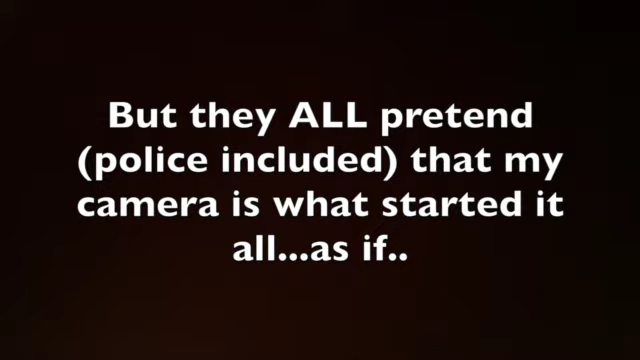 But they ALL pretend
(police included) that my
camera is what started it
all...as if..